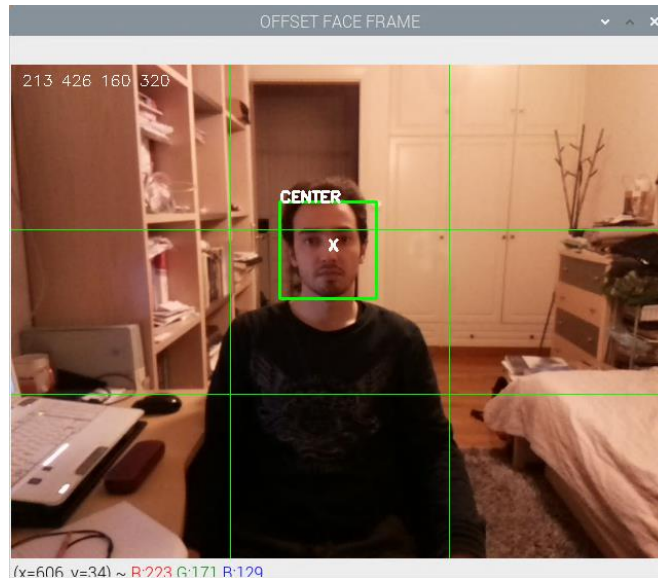 OFFSET FACE FRAME
213 426 160 320
CENTER
X
(x=606, y=34) ~ R:223 G:171 B:129